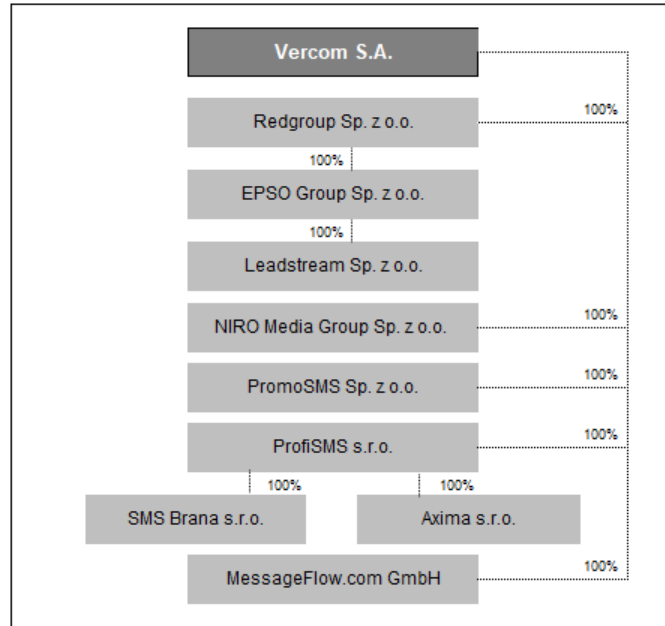 Vercom S.A.
Redgroup Sp. z o.o.
100%
100%
EPSO Group Sp. z o.o.
100%
Leadstream Sp. z o.o.
NIRO Media Group Sp. z o.o.
100%
PromoSMS Sp. z o.o.
100%
ProfiSMS s.r.o.
100%
100%
100%
SMS Brana s.r.o.
Axima s.r.o.
MessageFlow.com GmbH
100%